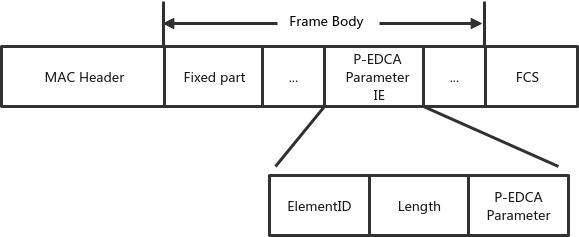 Frame Body
MAC Header
Fixed part
...
P-EDCA
Parameter
IE
...
FCS
ElementID
Length
P-EDCA
Parameter